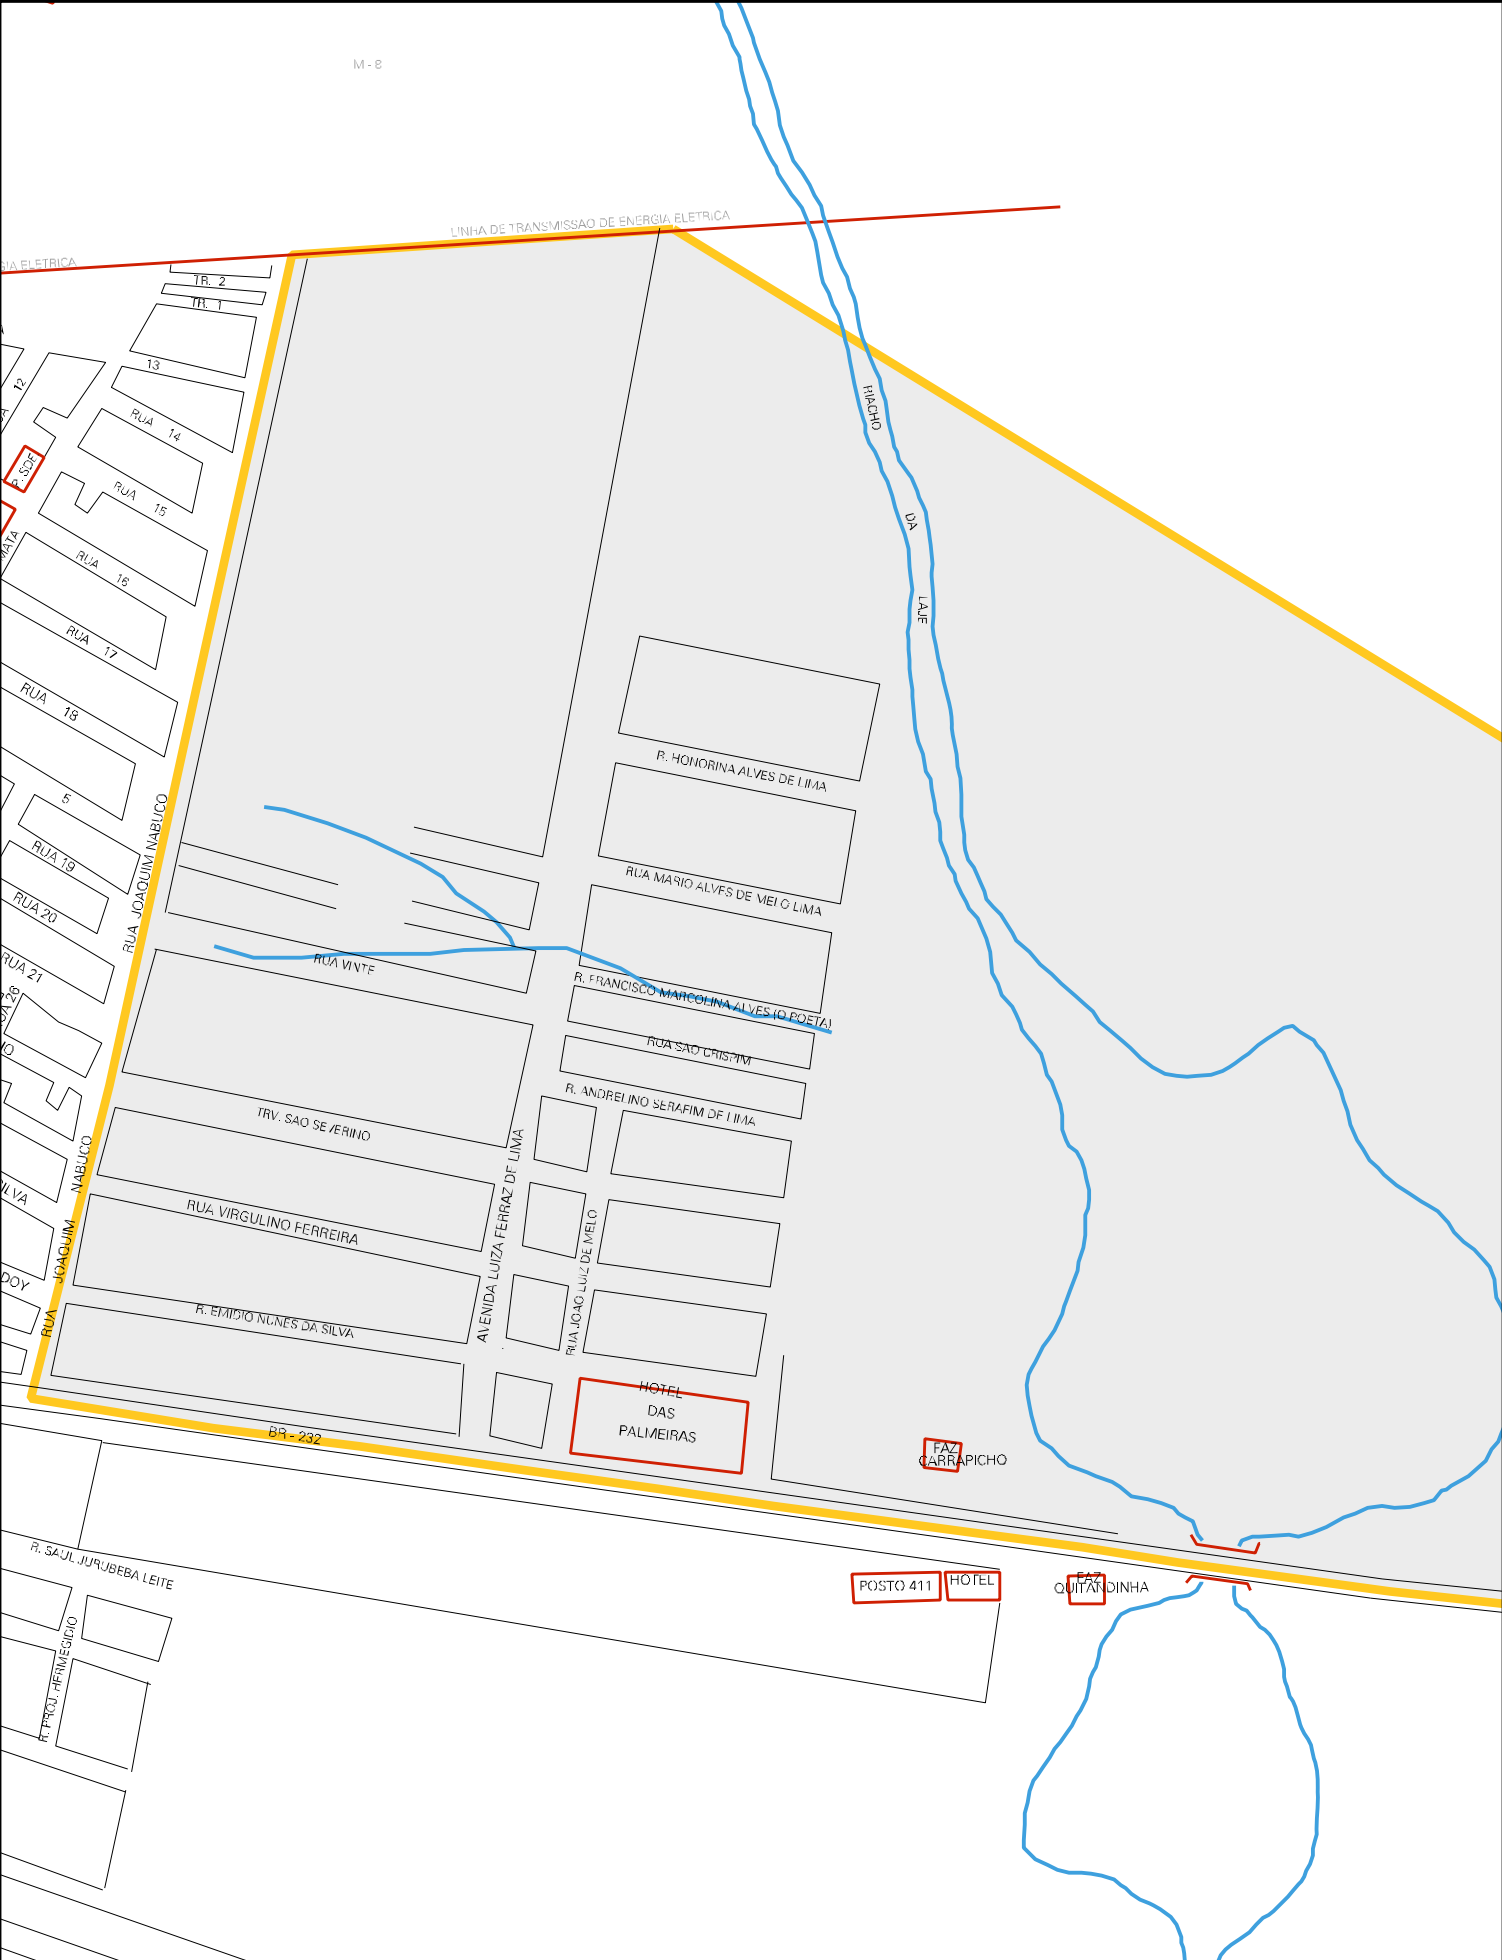 M - 8
LINHA DE TRANSMISSAO DE ENERGIA ELETRICA
ELETRICA
TR. 2
TR. 1
13
12
RUA 14
P. SDE
RUA 15
RUA 16
RUA 17
RUA 18
5
RUA 19
RUA 20
RUA 21
RUA JOAQUIM NABUCO
RIACHO
DA
LAJE
R. HONORINA ALVES DE LIMA
RUA MARIO ALVES DE MELO LIMA
RUA VINTE
R. FRANCISCO MARCOLINA ALVES (O POETA)
RUA SAO CRISPIM
R. ANDRELINO SERAFIM DE LIMA
TRV. SAO SEVERINO
RUA VIRGULINO FERREIRA
R. EMIDIO NUNES DA SILVA
AVENIDA LUIZA FERRAZ DE LIMA
RUA JOAO LUIZ DE MELO
RUA JOAQUIM NABUCO
HOTEL
DAS
PALMEIRAS
BR - 232
FAZ
CARRAPICHO
POSTO 411
HOTEL
FAZ
QUITANDINHA
R. SAUL JURUBEBA LEITE
R. PROJ. HERMEGIDIO